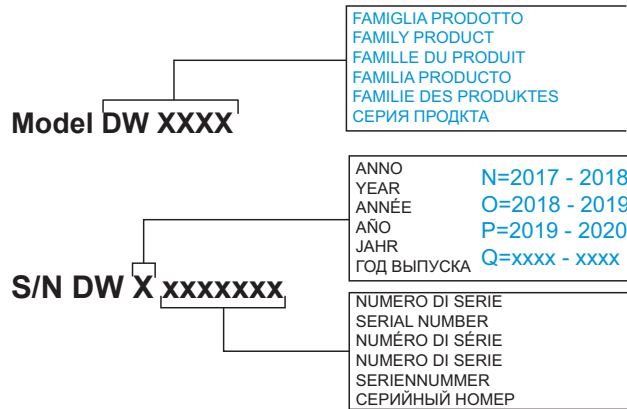 FAMIGLIA PRODOTTO
FAMILY PRODUCT
FAMILLE DU PRODUIT
FAMILIA PRODUCTO
FAMILIE DES PRODUKTES
СЕРИЯ ПРОДКТА
Model DW XXXX
ANNO
YEAR
ANNÉE
AÑO
JAHR
ГОД ВЫПУСКА
N=2017 - 2018
O=2018 - 2019
P=2019 - 2020
Q=xxxx - xxxx
S/N DW X xxxxxxx
NUMERO DI SERIE
SERIAL NUMBER
NUMÉRO DI SÉRIE
NUMERO DI SERIE
SERIENNUMMER
СЕРИЙНЫЙ НОМЕР